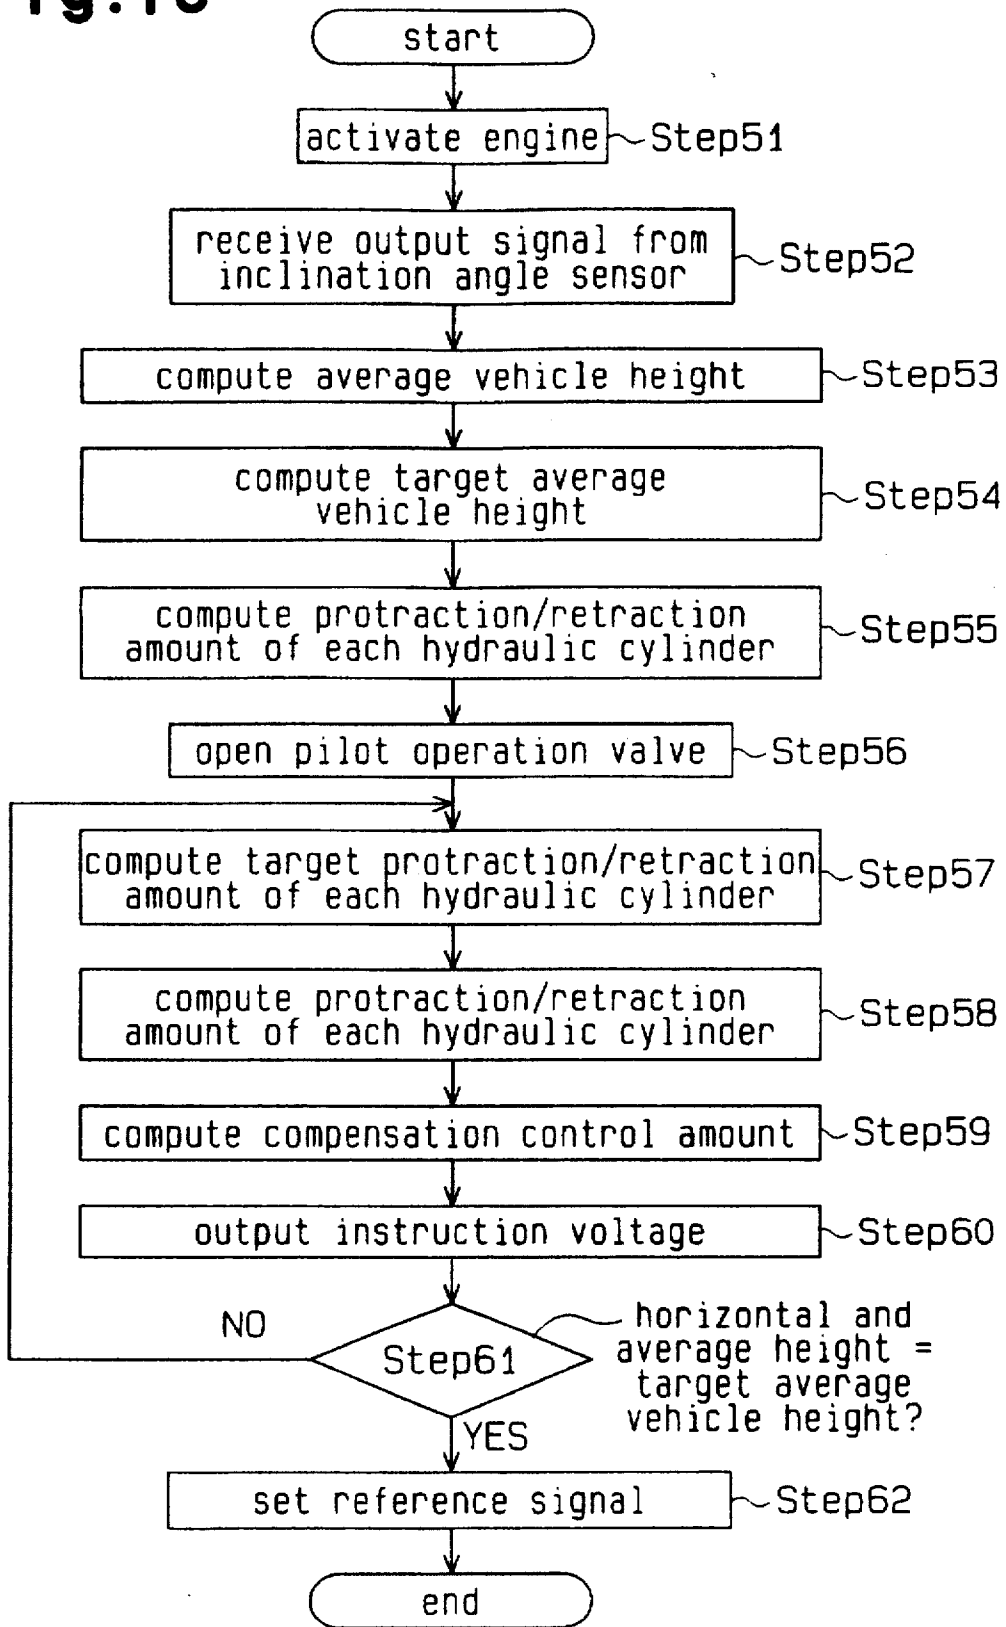 start
activate engine
Step51
receive output signal from
inclination angle sensor
Step52
compute average vehicle height
Step53
compute target average
vehicle height
Step54
compute protraction/retraction
amount of each hydraulic cylinder
Step55
open pilot operation valve
Step56
compute target protraction/retraction
amount of each hydraulic cylinder
Step57
compute protraction/retraction
amount of each hydraulic cylinder
Step58
compute compensation control amount
Step59
output instruction voltage
Step60
NO
Step61
horizontal and
average height =
target average
vehicle height?
YES
set reference signal
Step62
end